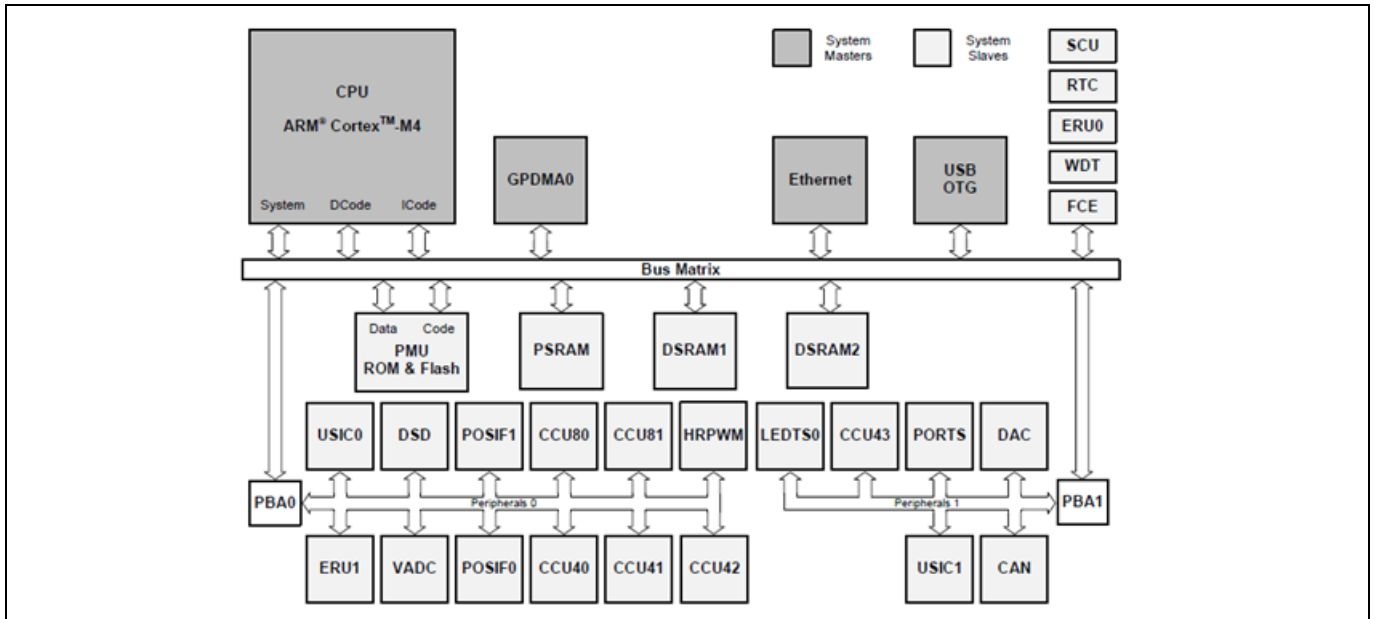 CPU
ARM® Cortex™-M4
System DCode ICode
GPDMA0
System
Masters
System
Slaves
Ethernet
USB
OTG
SCU
RTC
ERU0
WDT
FCE
Bus Matrix
Data Code
PMU
ROM & Flash
PSRAM
DSRAM1
DSRAM2
USIC0 DSD POSIF1 CCU80 CCU81 HRPWM LEDTS0 CCU43 PORTS DAC
PBA0 Peripherals 0 Peripherals 1 PBA1
ERU1 VADC POSIF0 CCU40 CCU41 CCU42 USIC1 CAN